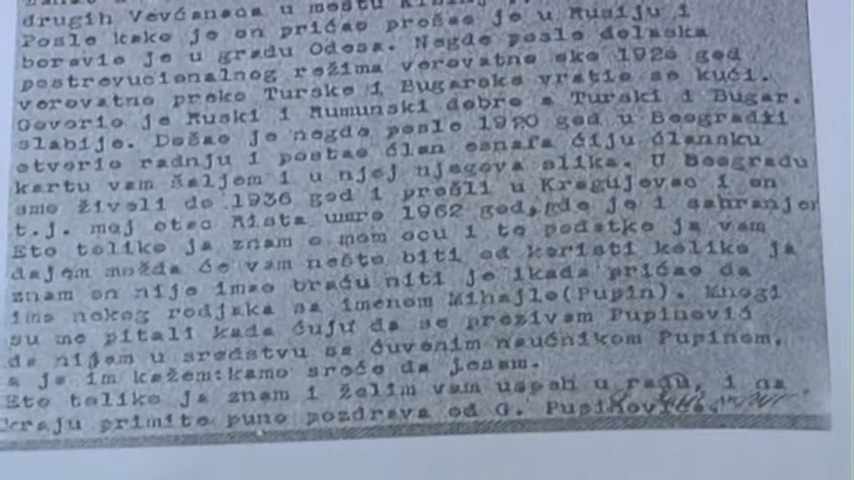 drugih Vevčanaca u mestu
Posle kako je on pričao prošao je u Rusiju i
boravio je u gradu Odesa. Negde posle dolaska
postrevucionalnog režima verovatno oko 1920 god
verovatno preko Turske i Bugarske vratio se kući.
Govorio je Ruski i Rumunski dobro a Turski i Bugar.
slabije. Došao je negde posle 1920 god u Beograd
otvorio radnju i postao član esnafa čiju člansku
kartu vam šaljem i u njoj njegova slika. U Beogradu
smo živeli do 1936 god i prešli u Kragujevac i on
t.j. moj otac Rista umro 1962 god,gde je i sahranjen
Eto toliko ja znam o mom ocu i to podatke ja vam
dajem možda će vam nešto biti od koristi koliko ja
znam on nije imao braću niti je ikada pričao da
ima nekog rodjaka sa imenom Mihajlo(Pupin). Mnogi
su me pitali kada čuju da se prezivam Pupinović
da nijem u sredstvu sa čuvenim naučnikom Pupinom,
a ja im kažem:kamo sreće da jesam.
Eto toliko ja znam i želim vam uspeh u radu, i na
kraju primite puno pozdrava od G. Pupinovića.